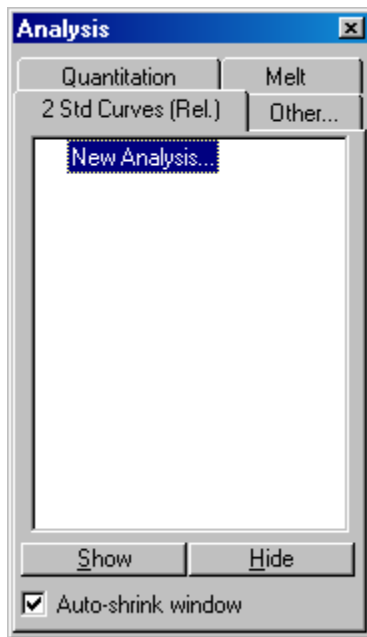 Analysis
Quantitation Melt
2 Std Curves (Rel.) Other...
New Analysis...
Show Hide
Auto-shrink window